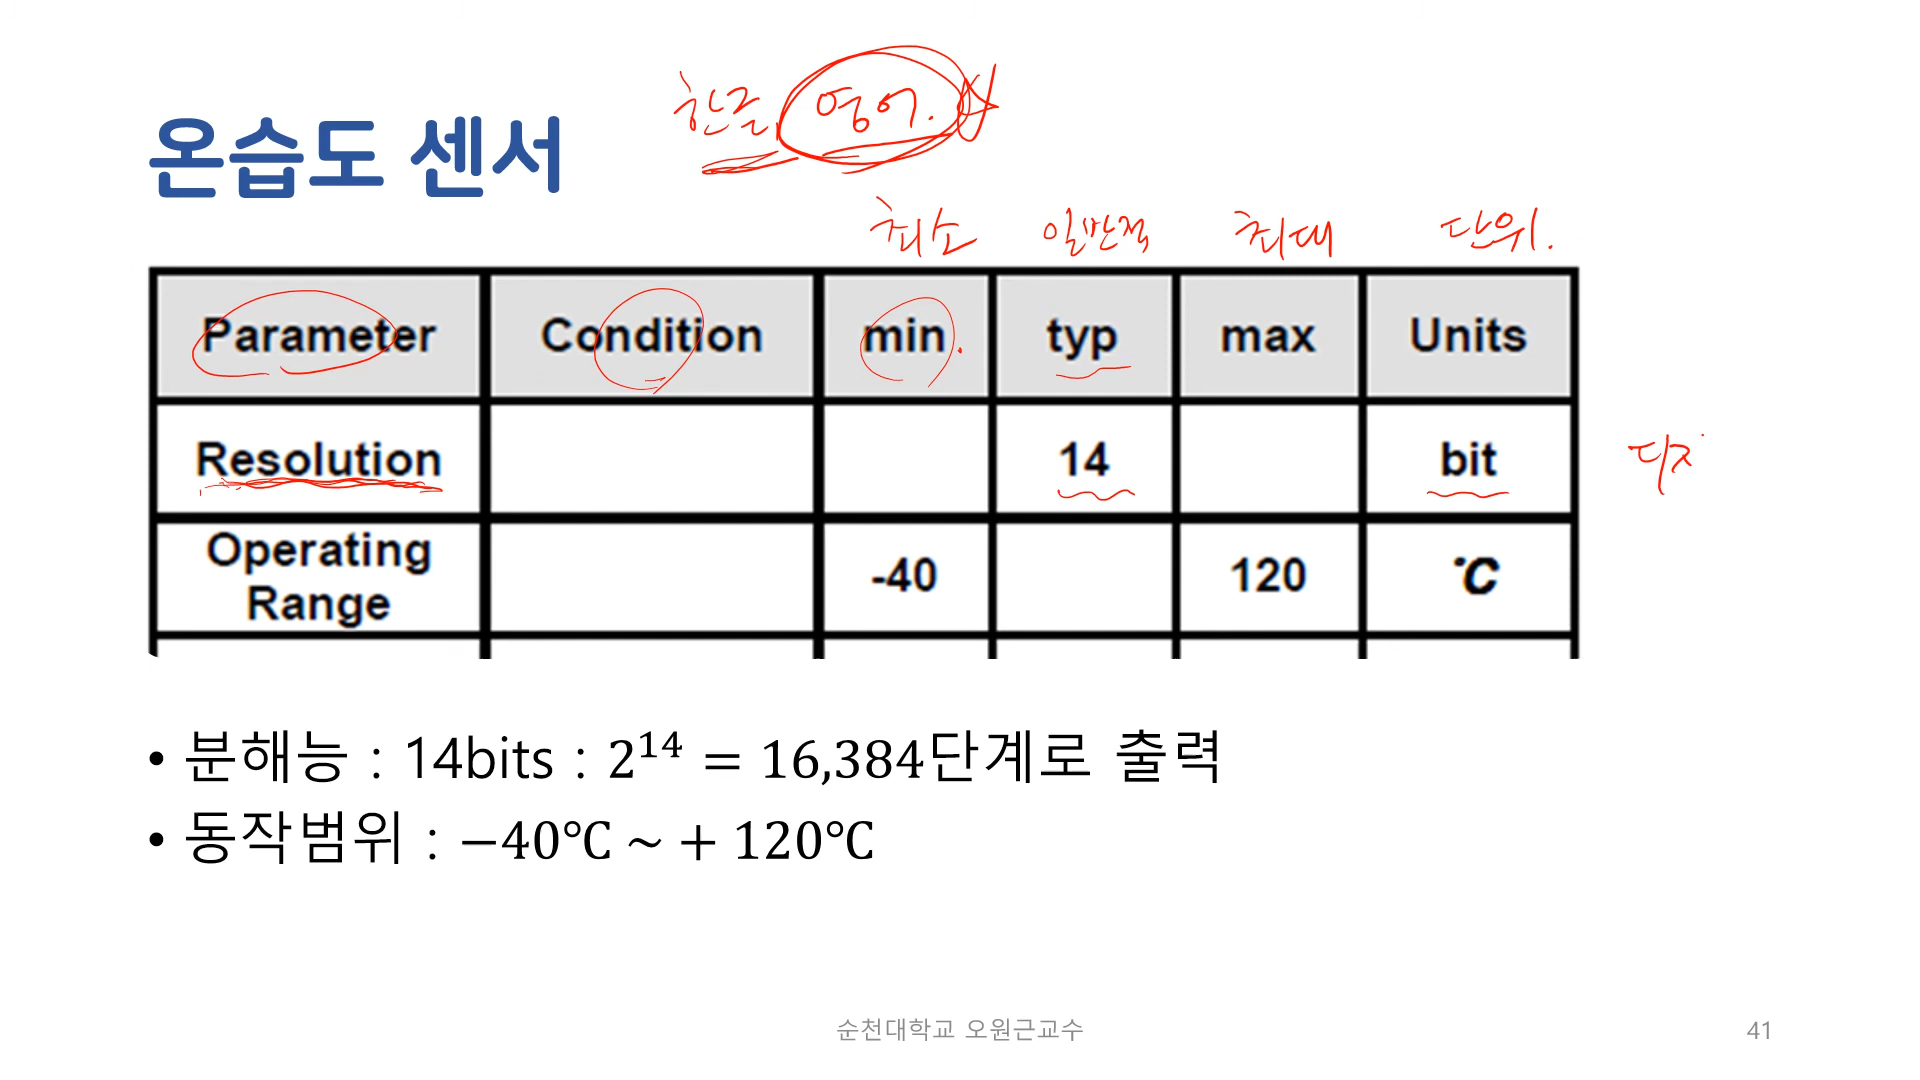 한글, 영어.
온습도 센서
최소 일반적 최대 단위.
Parameter Condition min typ max Units
Resolution 14 bit 디지
Operating Range -40 120 ℃
• 분해능 : 14bits : 2¹⁴ = 16,384단계로 출력
• 동작범위 : −40℃ ~ + 120℃
순천대학교 오원근교수 41